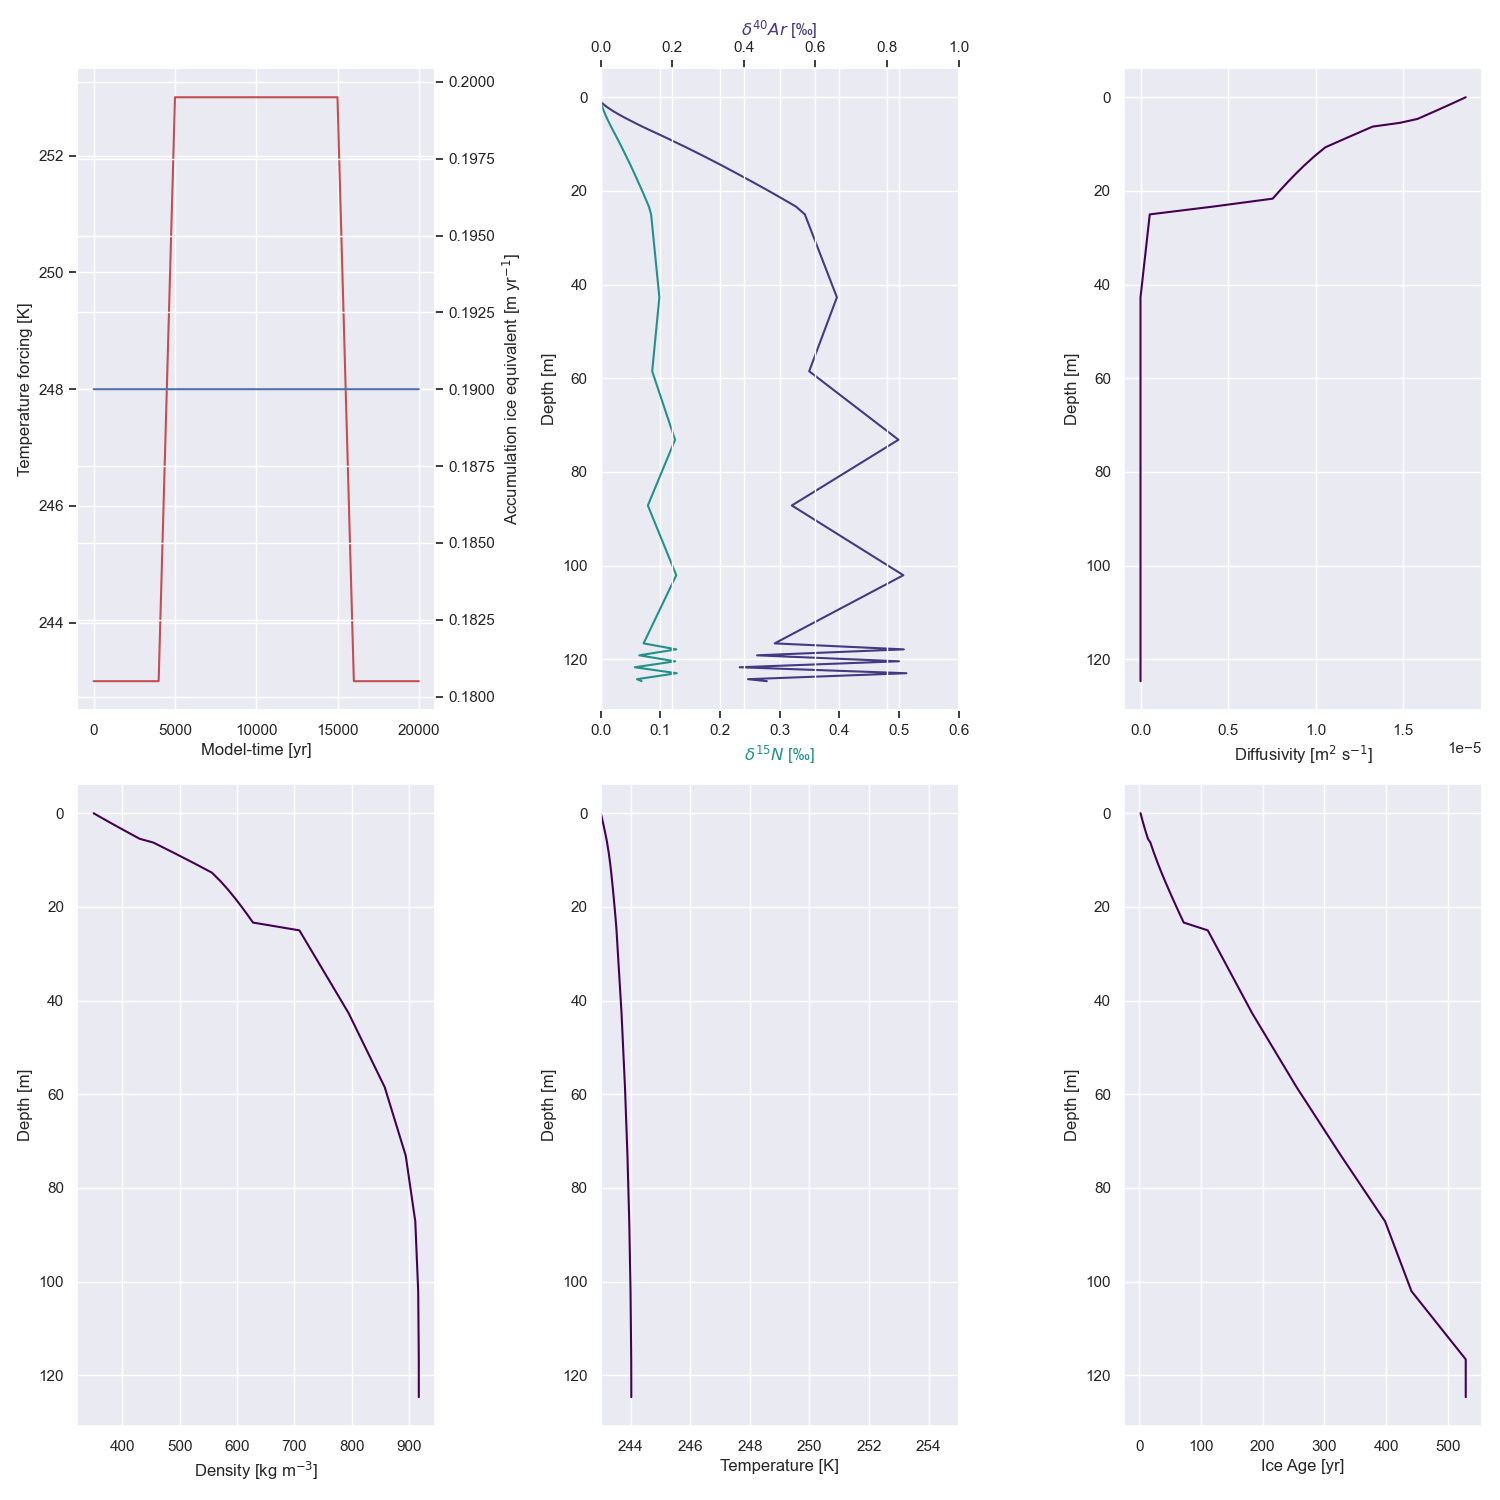 δ⁴⁰Ar [‰]
0.0 0.2 0.4 0.6 0.8 1.0
Temperature forcing [K]
252
250
248
246
244
0.2000
0.1975
0.1950
0.1925
0.1900
0.1875
0.1850
0.1825
0.1800
Accumulation ice equivalent [m yr⁻¹]
0 5000 10000 15000 20000
Model-time [yr]
Depth [m]
0
20
40
60
80
100
120
0.0 0.1 0.2 0.3 0.4 0.5 0.6
δ¹⁵N [‰]
Depth [m]
0
20
40
60
80
100
120
0.0 0.5 1.0 1.5
1e−5
Diffusivity [m² s⁻¹]
Depth [m]
0
20
40
60
80
100
120
400 500 600 700 800 900
Density [kg m⁻³]
Depth [m]
0
20
40
60
80
100
120
244 246 248 250 252 254
Temperature [K]
Depth [m]
0
20
40
60
80
100
120
0 100 200 300 400 500
Ice Age [yr]